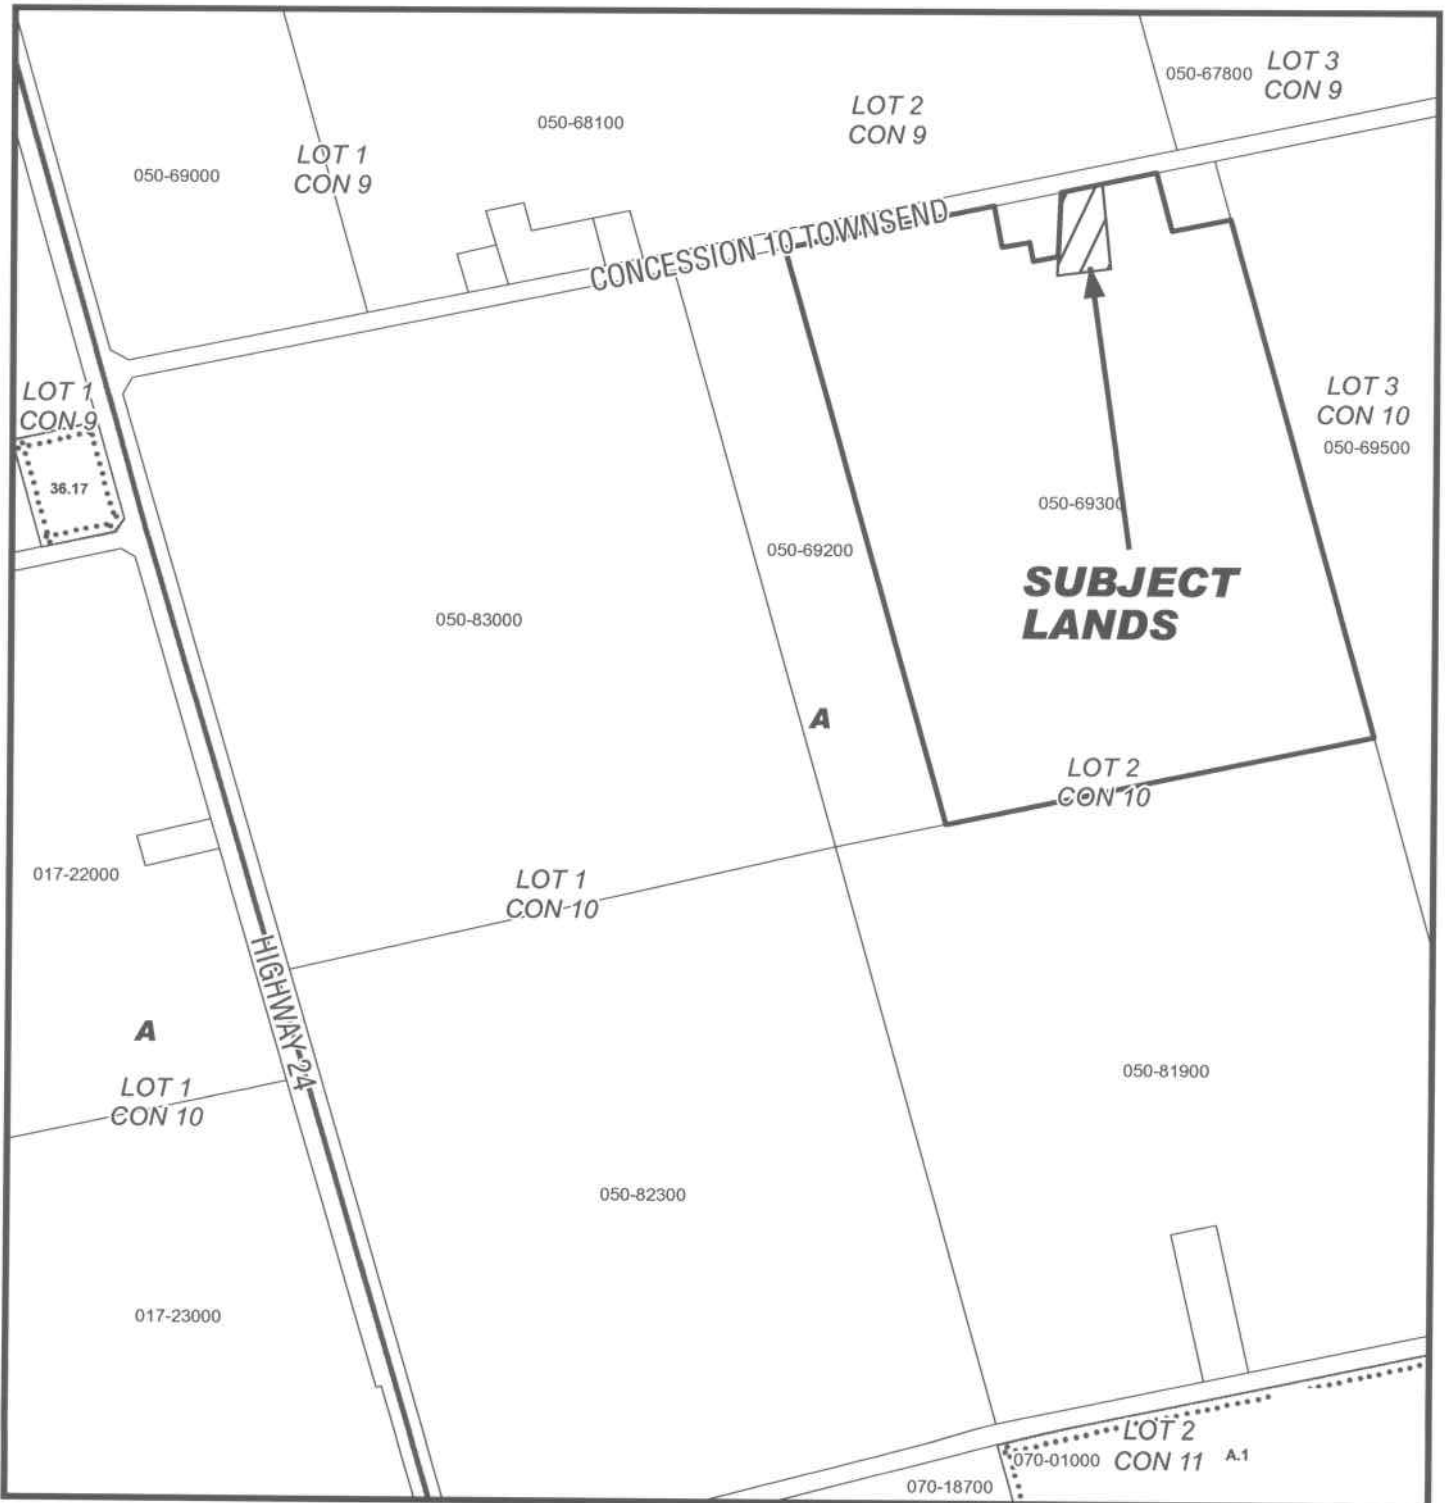 050-67800
LOT 3
CON 9
LOT 2
CON 9
050-68100
LOT 1
CON 9
050-69000
CONCESSION 10 TOWNSEND
LOT 1
CON 9
36.17
LOT 3
CON 10
050-69500
050-69300
050-69200
SUBJECT
LANDS
050-83000
A
LOT 2
CON 10
017-22000
LOT 1
CON 10
HIGHWAY 24
A
LOT 1
CON 10
050-81900
050-82300
017-23000
LOT 2
CON 11
A.1
070-01000
070-18700